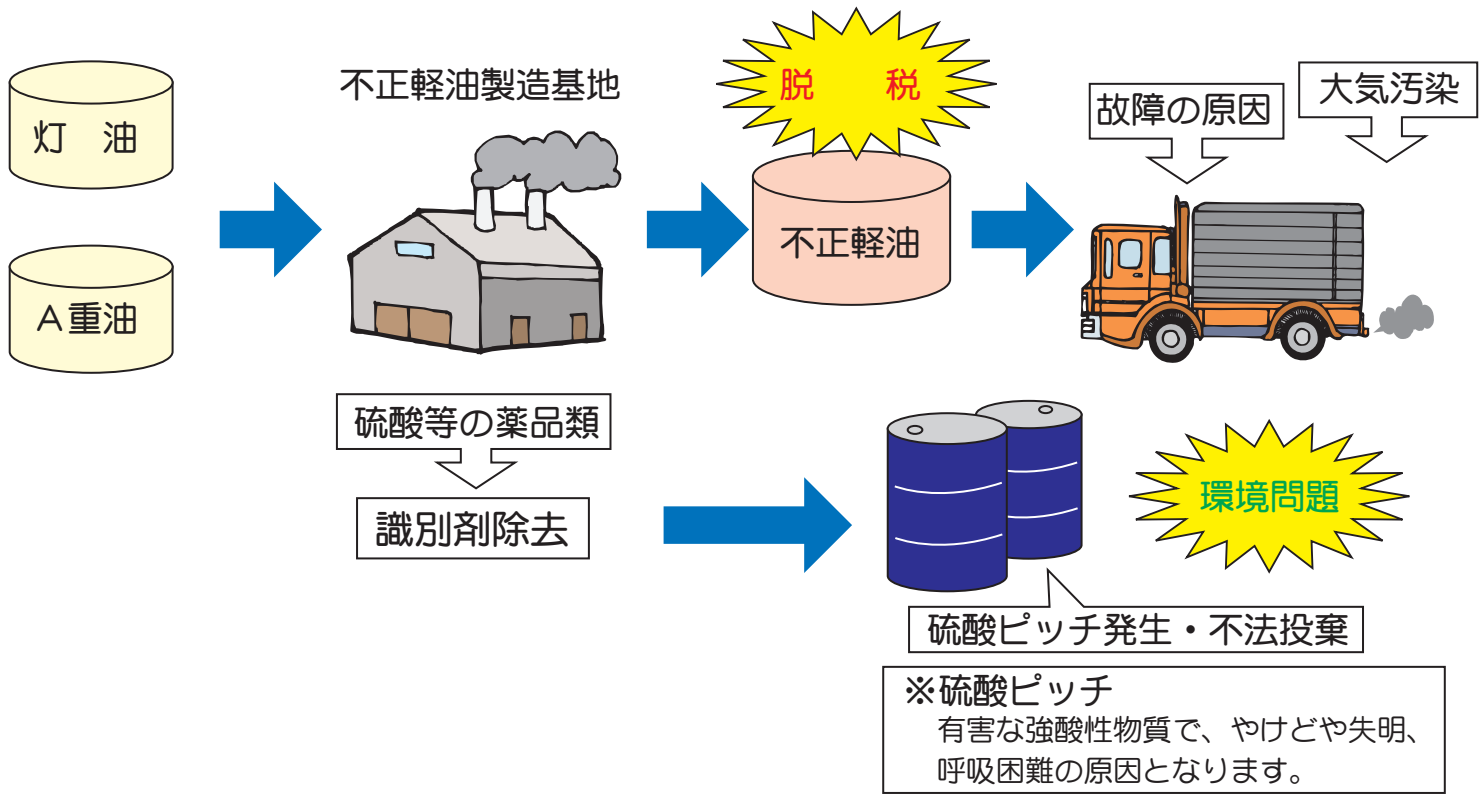 灯　油
A重油
不正軽油製造基地
硫酸等の薬品類
識別剤除去
脱　税
不正軽油
故障の原因
大気汚染
環境問題
硫酸ピッチ発生・不法投棄
※硫酸ピッチ
有害な強酸性物質で、やけどや失明、
呼吸困難の原因となります。